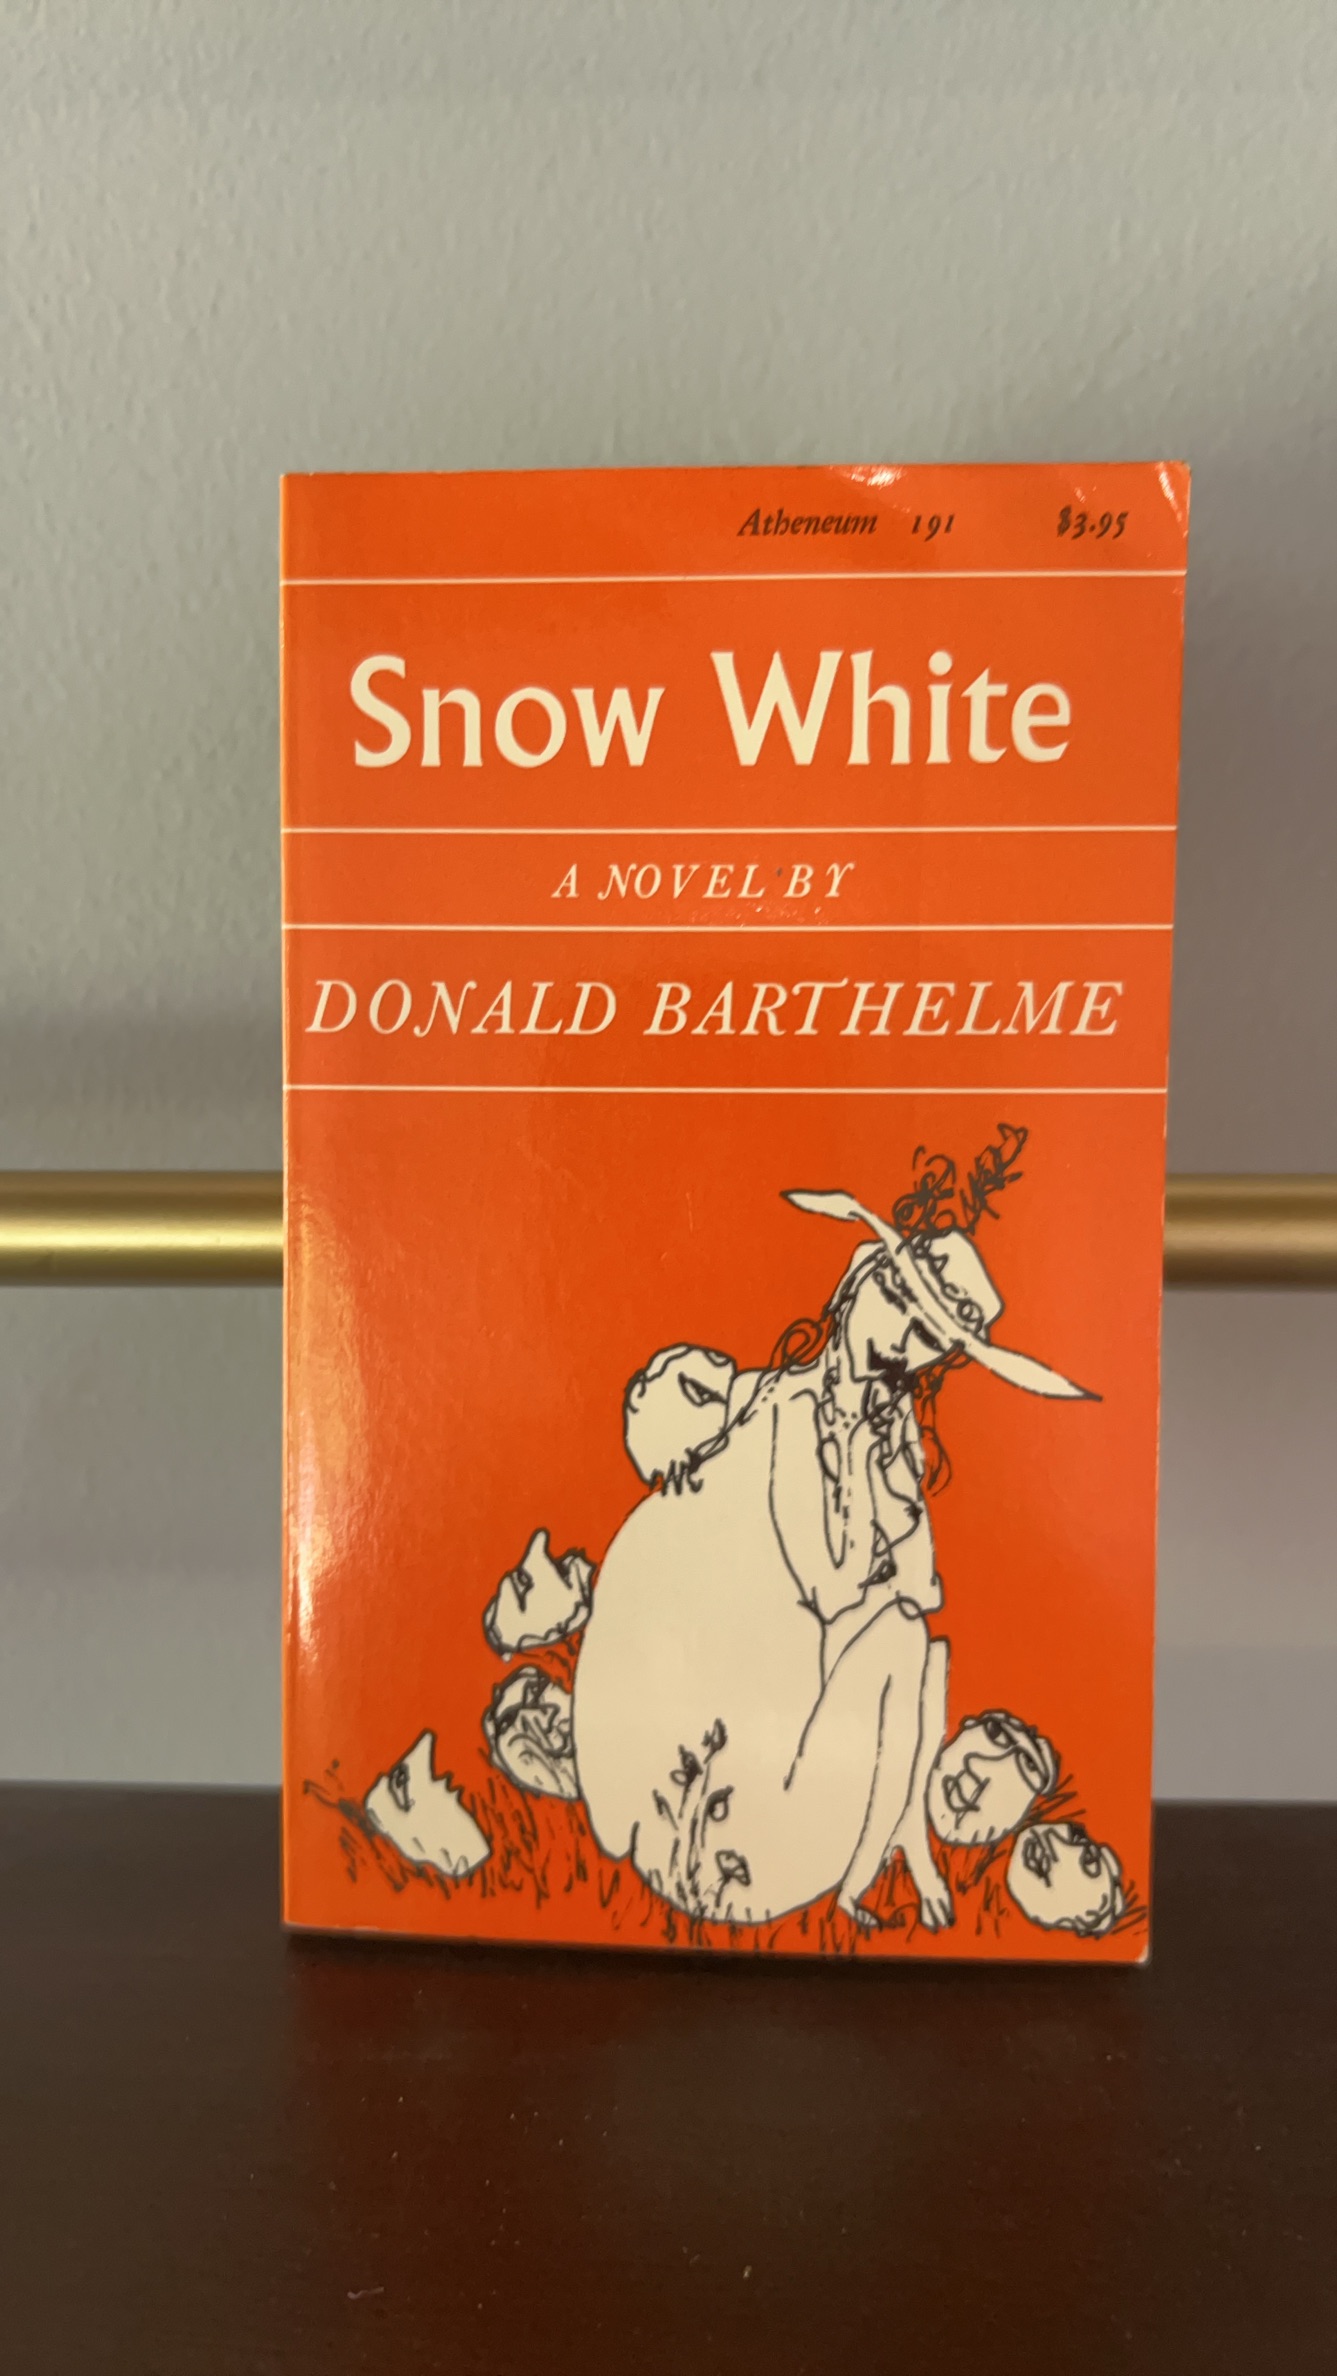 Atheneum 191 $3.95
Snow White
A NOVEL BY
DONALD BARTHELME